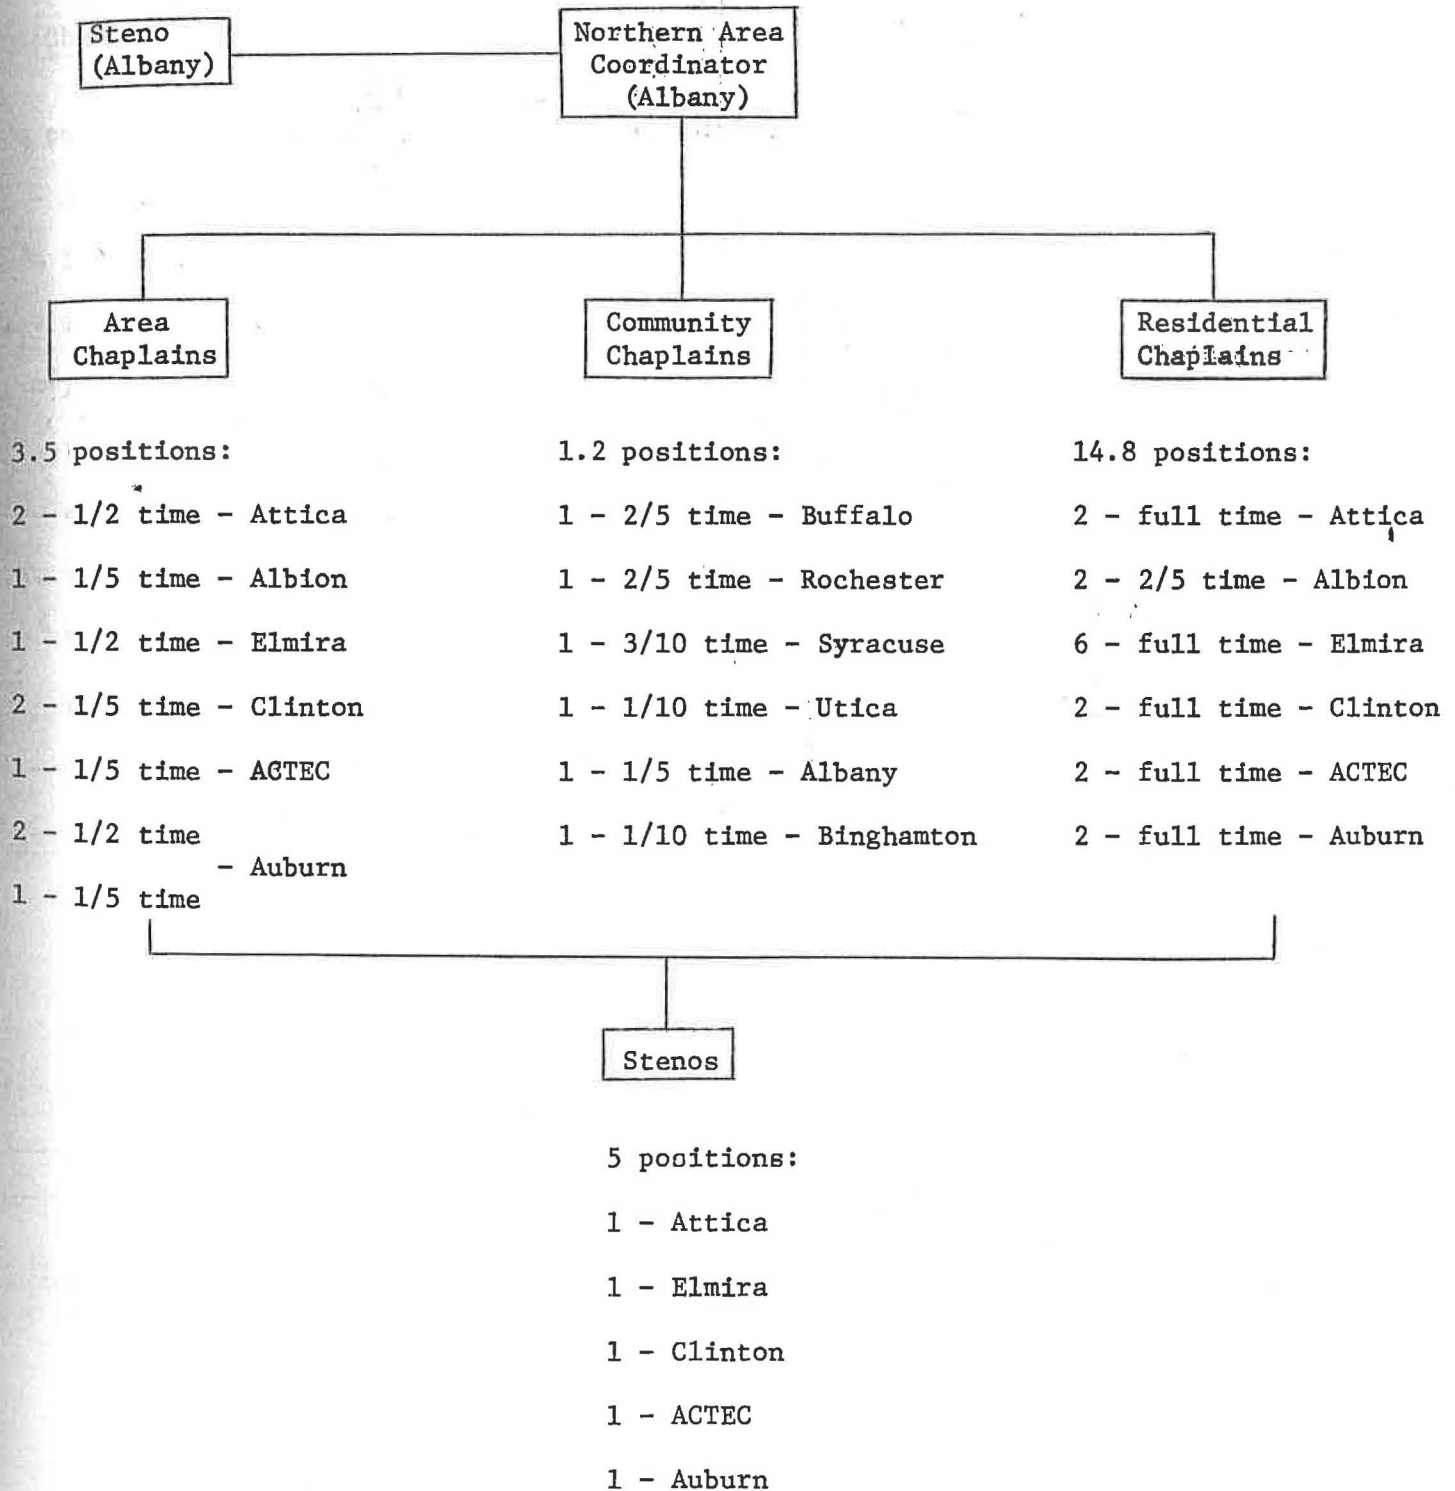 Steno
(Albany)
Northern Area
Coordinator
(Albany)
Area
Chaplains
Community
Chaplains
Residential
Chaplains
3.5 positions:
2 - 1/2 time - Attica
1 - 1/5 time - Albion
1 - 1/2 time - Elmira
2 - 1/5 time - Clinton
1 - 1/5 time - ACTEC
2 - 1/2 time
- Auburn
1 - 1/5 time
1.2 positions:
1 - 2/5 time - Buffalo
1 - 2/5 time - Rochester
1 - 3/10 time - Syracuse
1 - 1/10 time - Utica
1 - 1/5 time - Albany
1 - 1/10 time - Binghamton
14.8 positions:
2 - full time - Attica
2 - 2/5 time - Albion
6 - full time - Elmira
2 - full time - Clinton
2 - full time - ACTEC
2 - full time - Auburn
Stenos
5 positions:
1 - Attica
1 - Elmira
1 - Clinton
1 - ACTEC
1 - Auburn